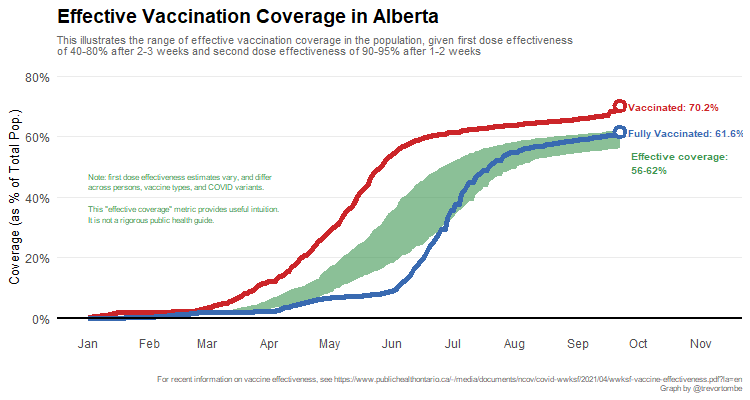 Effective Vaccination Coverage in Alberta
This illustrates the range of effective vaccination coverage in the population, given first dose effectiveness
of 40-80% after 2-3 weeks and second dose effectiveness of 90-95% after 1-2 weeks
Coverage (as % of Total Pop.)
80%
60%
40%
20%
0%
Vaccinated: 70.2%
Fully Vaccinated: 61.6%
Effective coverage:
56-62%
Note: first dose effectiveness estimates vary, and differ
across persons, vaccine types, and COVID variants.
This "effective coverage" metric provides useful intuition.
It is not a rigorous public health guide.
Jan Feb Mar Apr May Jun Jul Aug Sep Oct Nov
For recent information on vaccine effectiveness, see https://www.publichealthontario.ca/-/media/documents/ncov/covid-wwksf/2021/04/wwksf-vaccine-effectiveness.pdf?la=en
Graph by @trevortombe